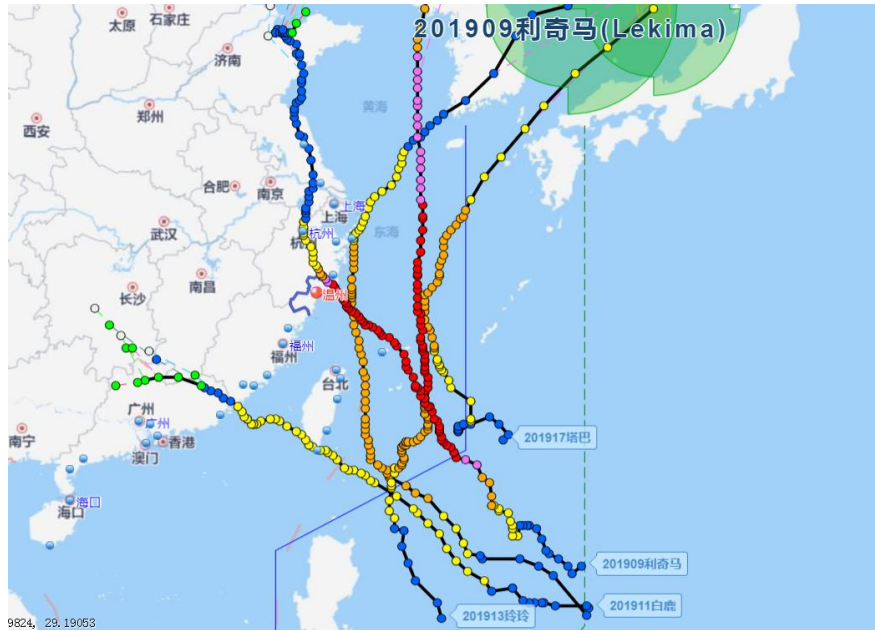 石家庄
太原
201909利奇马(Lekima)
济南
黄海
郑州
西安
合肥
南京
上海
上海
杭州
杭州
东海
武汉
南昌
长沙
温州
福州
福州
台北
广州
广州
香港
澳门
南宁
海口
海口
201917塔巴
201909利奇马
201911白鹿
201913玲玲
9824, 29.19053